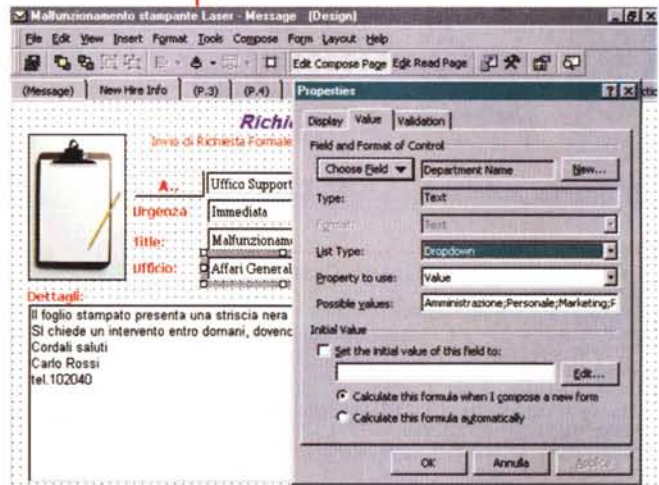 Malfunzionamento stampante Laser - Message (Design)
File Edit View Insert Format Tools Compose Form Layout Help
Edit Compose Page Edit Read Page
(Message) New Hire Info (P.3) (P.4)
Richi
Invio di Richiesta Formale
A..
Uffico Support
Urgenza
Immediata
Title:
Malfunzionam
Ufficio:
Affari General
Dettagli:
Il foglio stampato presenta una striscia nera
SI chiede un intervento entro domani, dovend
Cordali saluti
Carlo Rossi
tel.102040
Properties
Display Value Validation
Field and Format of Control
Choose Field Department Name New...
Type: Text
Format: Text
List Type: Dropdown
Property to use: Value
Possible values: Amministrazione;Personale;Marketing;F
Initial Value
Set the initial value of this field to:
Edit...
Calculate this formula when I compose a new form
Calculate this formula automatically
OK Annulla Applica